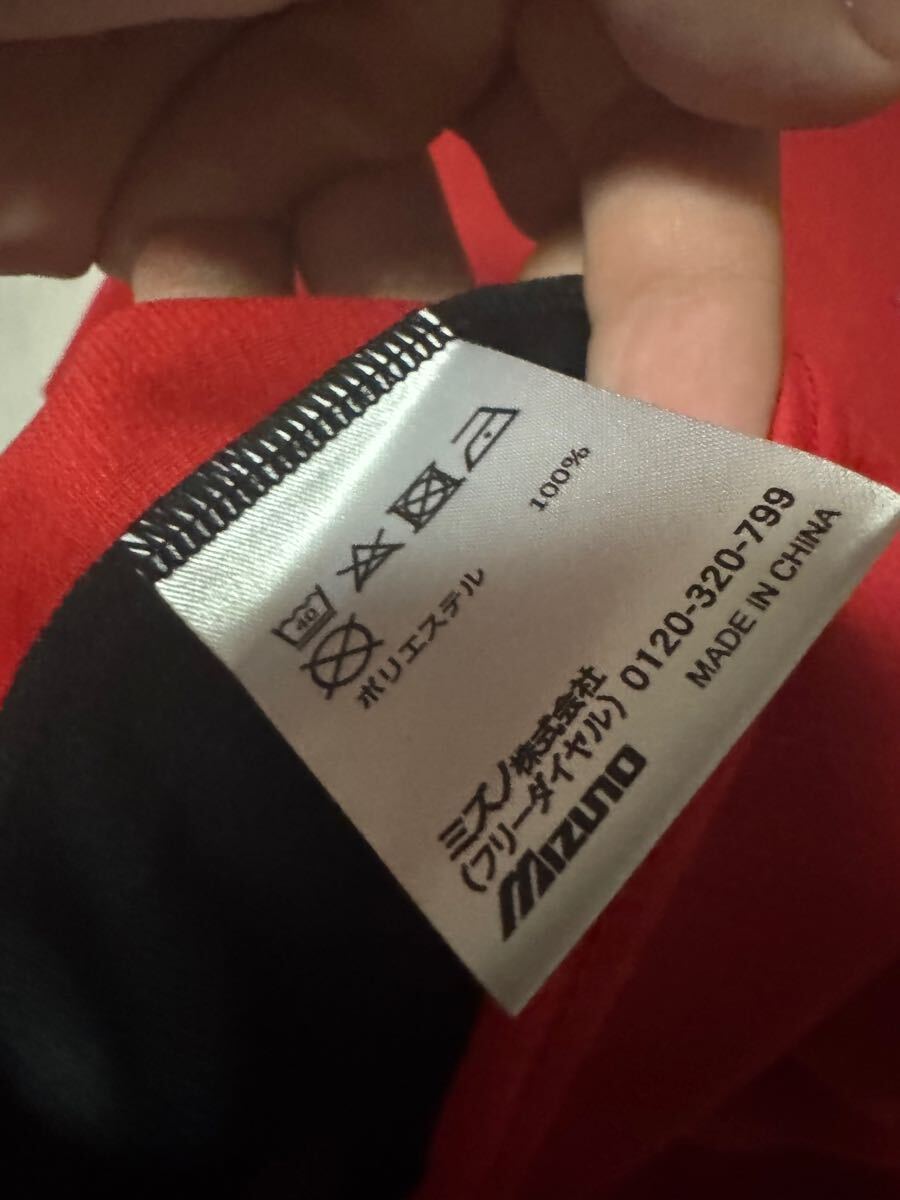 40
ポリエステル 100%
ミズノ株式会社
(フリーダイヤル) 0120-320-799
MIZUNO MADE IN CHINA